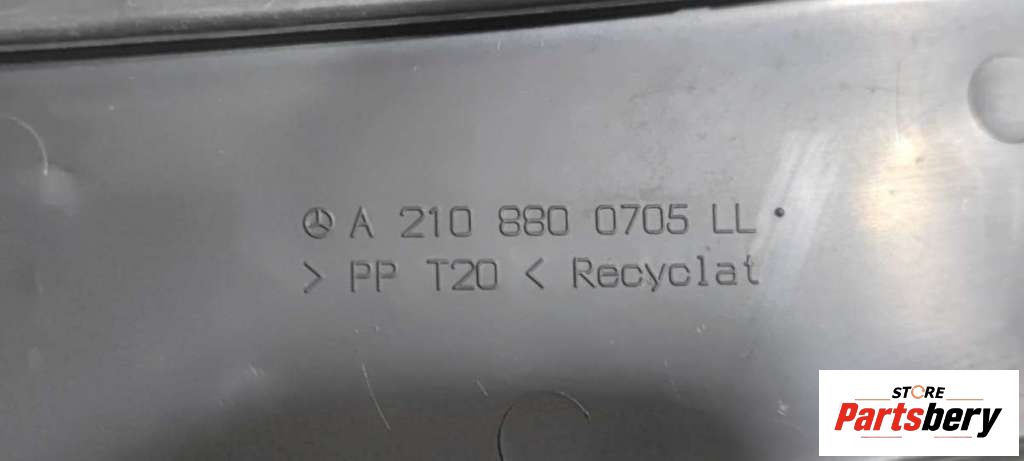 A 210 880 0705 LL
> PP T20 < Recyclat
STORE
Partsbery